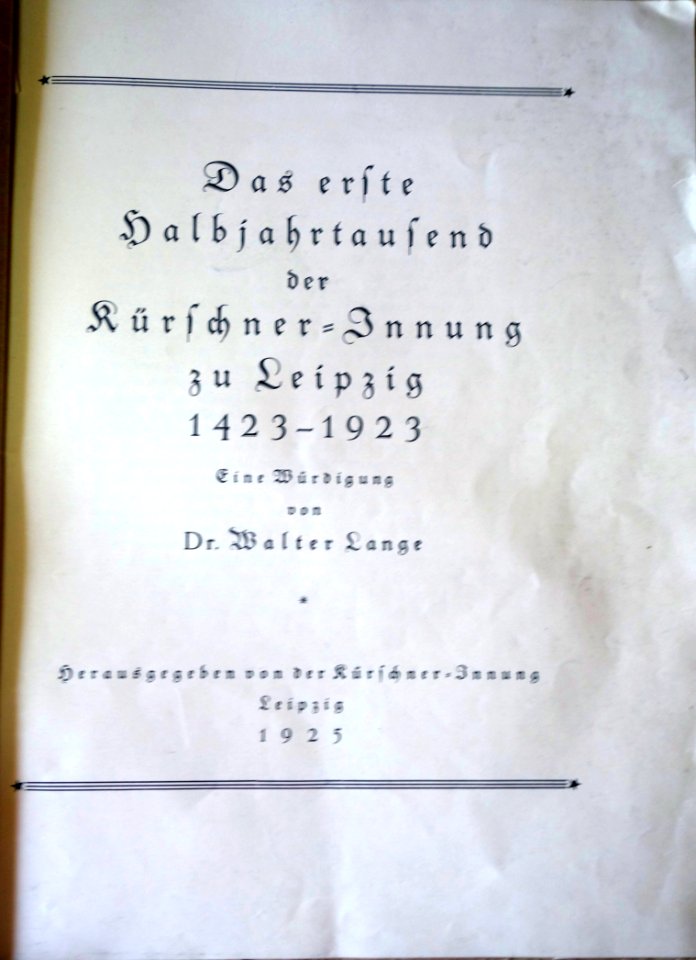 Das erſte
Halbjahrtauſend
der
Kürſchner-Innung
zu Leipzig
1423–1923
Eine Würdigung
von
Dr. Walter Lange
*
Herausgegeben von der Kürſchner-Innung
Leipzig
1925